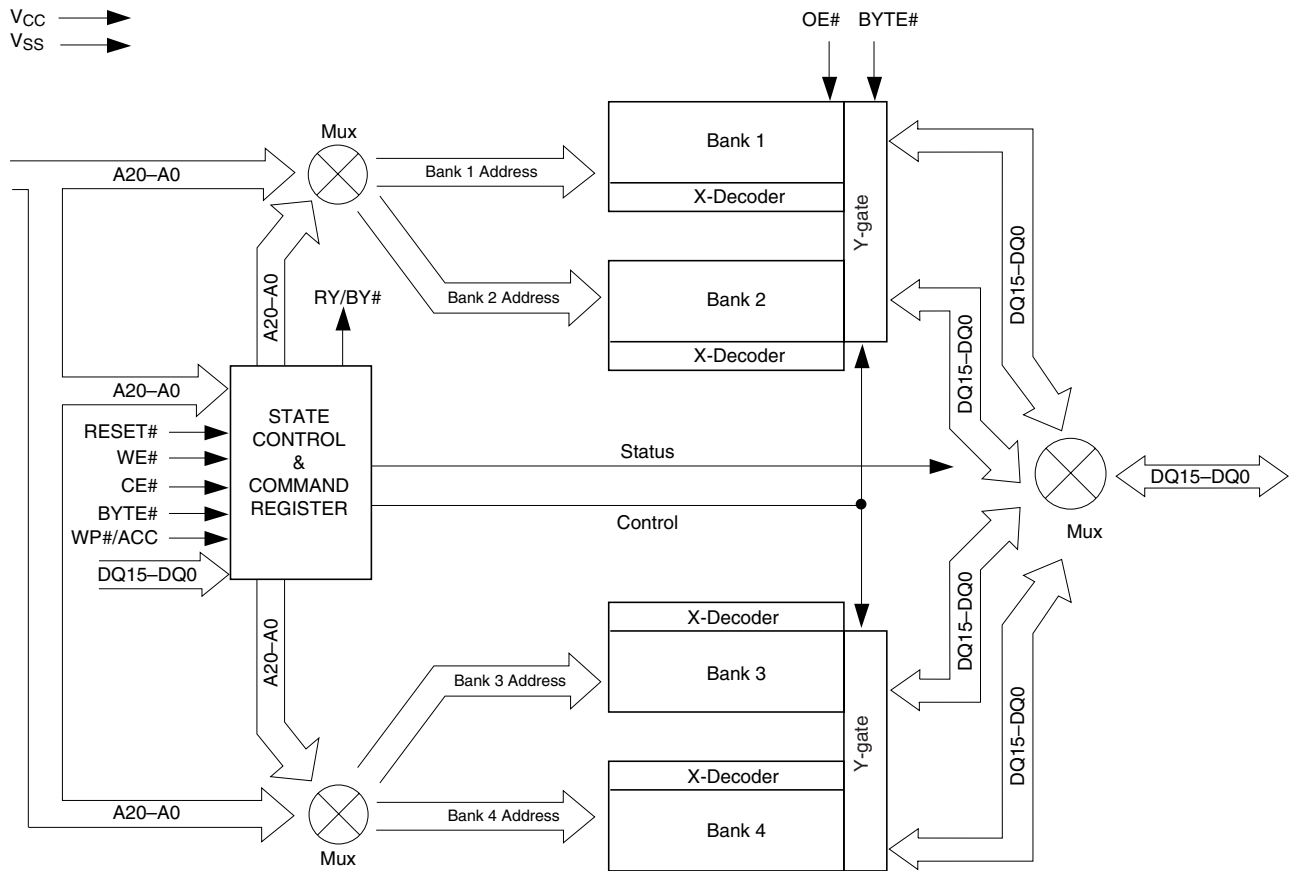 VCC
VSS
OE# BYTE#
Mux
A20–A0
Bank 1 Address
Bank 1
X-Decoder
Y-gate
DQ15–DQ0
A20–A0
RY/BY#
Bank 2 Address
Bank 2
X-Decoder
DQ15–DQ0
A20–A0
RESET#
WE#
CE#
BYTE#
WP#/ACC
DQ15–DQ0
STATE
CONTROL
&
COMMAND
REGISTER
Status
Control
DQ15–DQ0
Mux
A20–A0
Bank 3 Address
X-Decoder
Bank 3
Y-gate
DQ15–DQ0
DQ15–DQ0
A20–A0
Mux
Bank 4 Address
X-Decoder
Bank 4